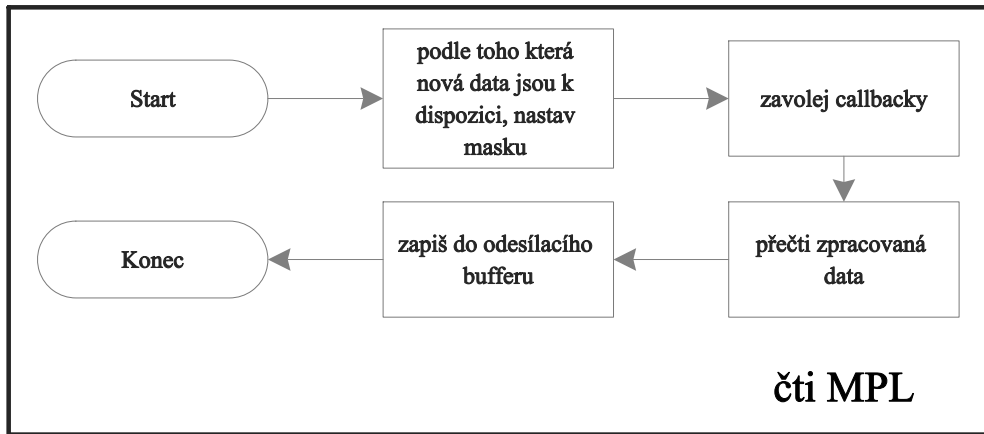 Start
podle toho která
nová data jsou k
dispozici, nastav
masku
zavolej callbacky
přečti zpracovaná
data
zapiš do odesílacího
bufferu
Konec
čti MPL